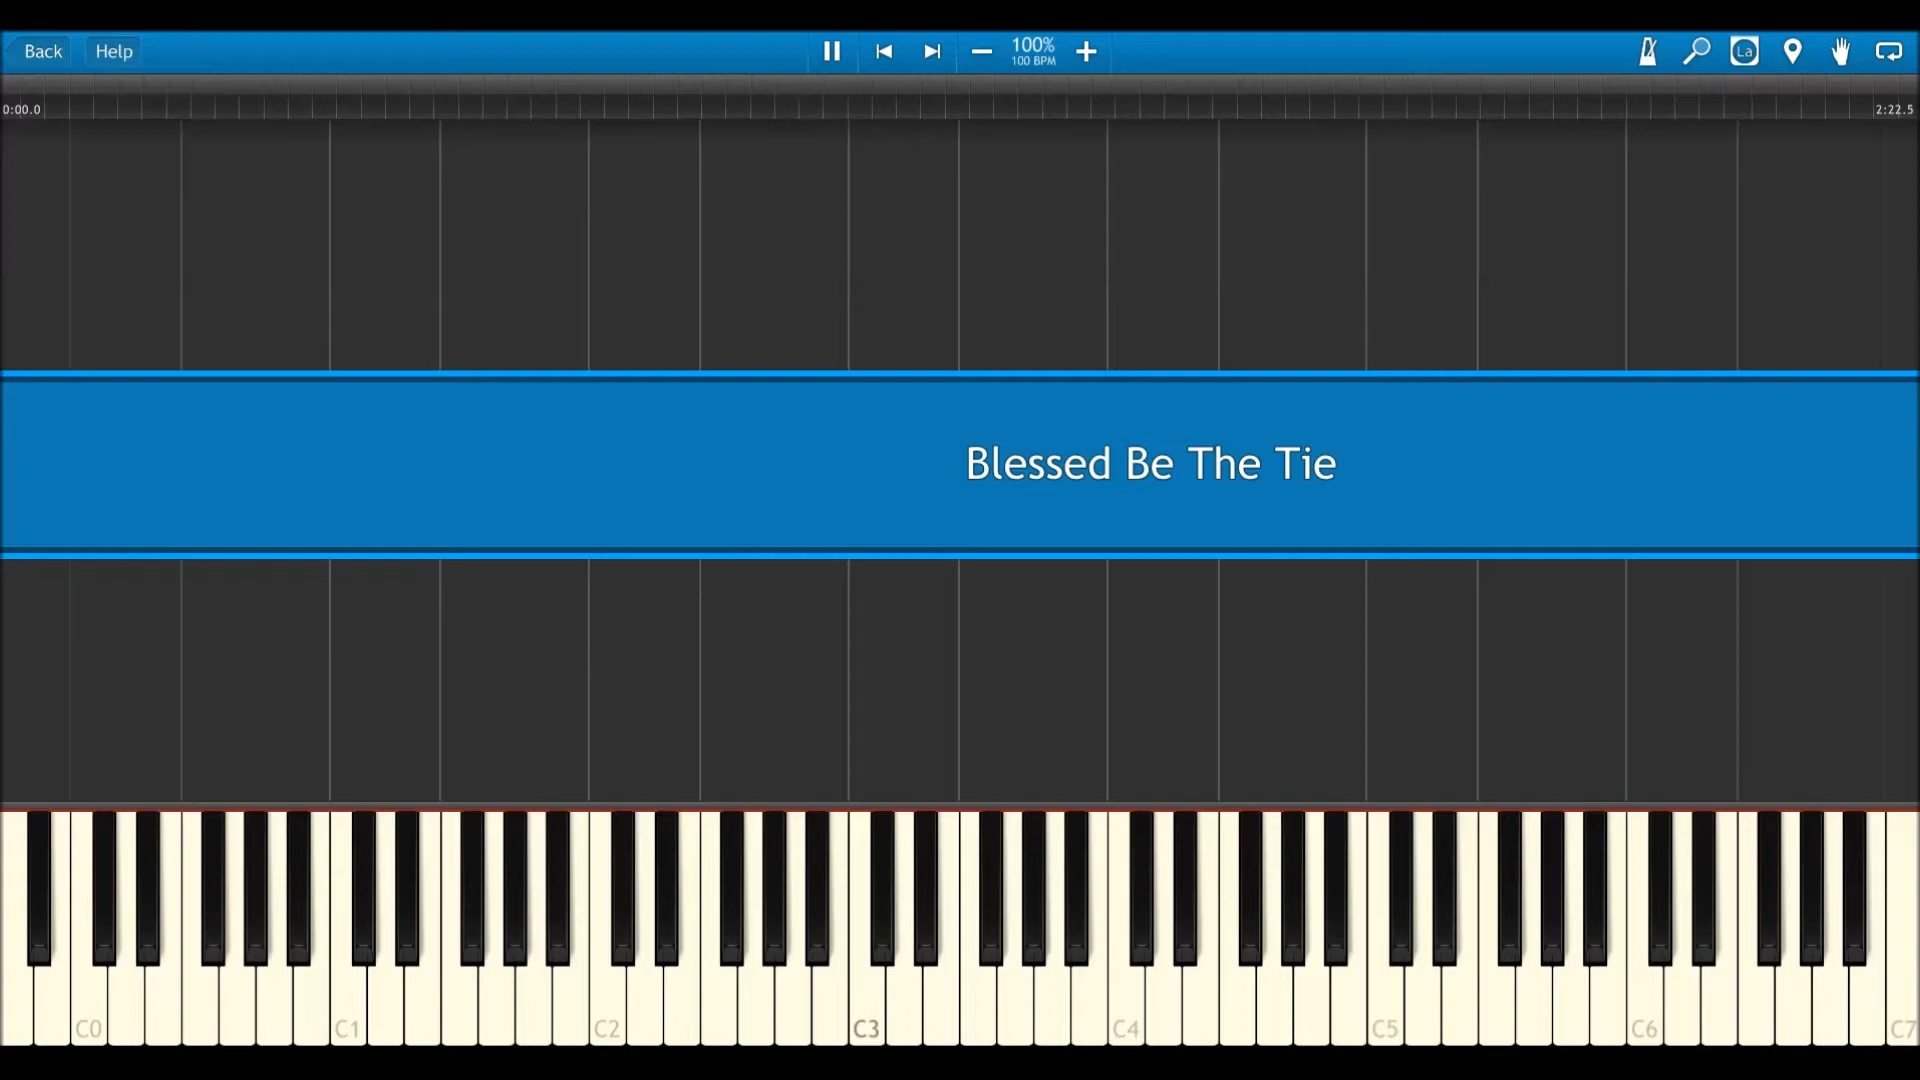 Back Help 100% La
100 BPM
0:00.0 2:22.5
Blessed Be The Tie
C0 C1 C2 C3 C4 C5 C6 C7